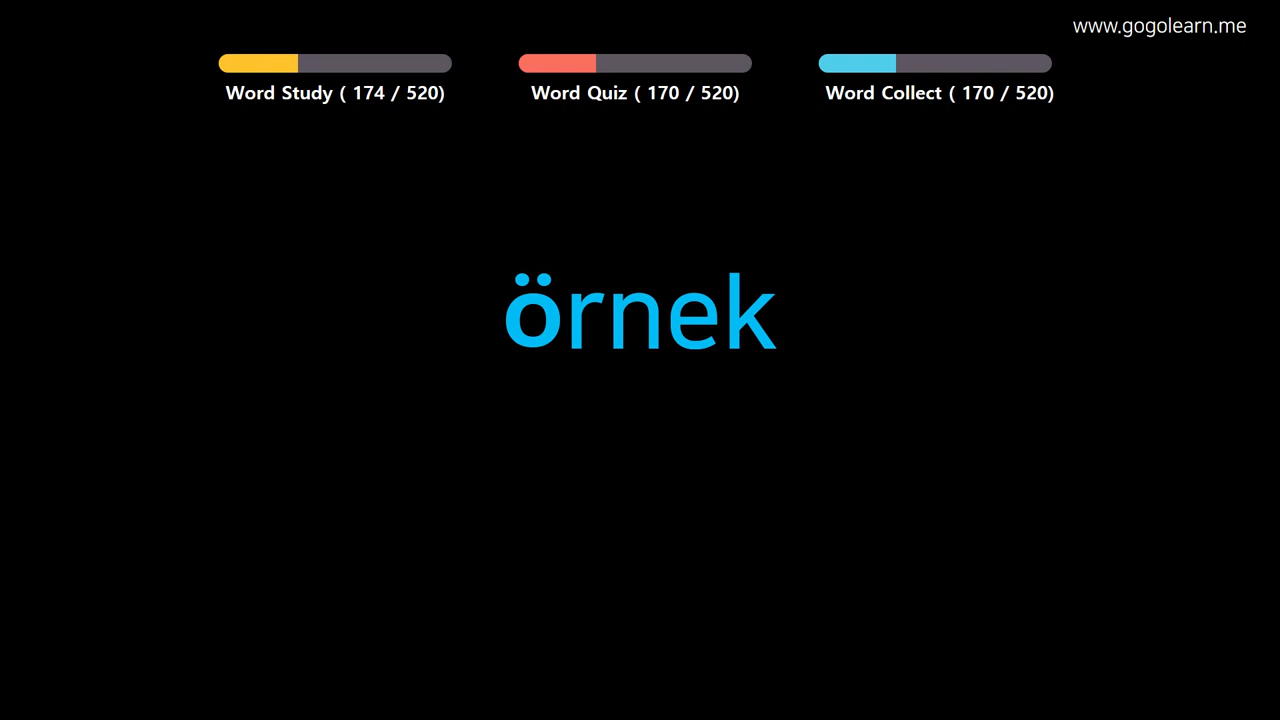 www.gogolearn.me
Word Study ( 174 / 520)
Word Quiz ( 170 / 520)
Word Collect ( 170 / 520)
örnek